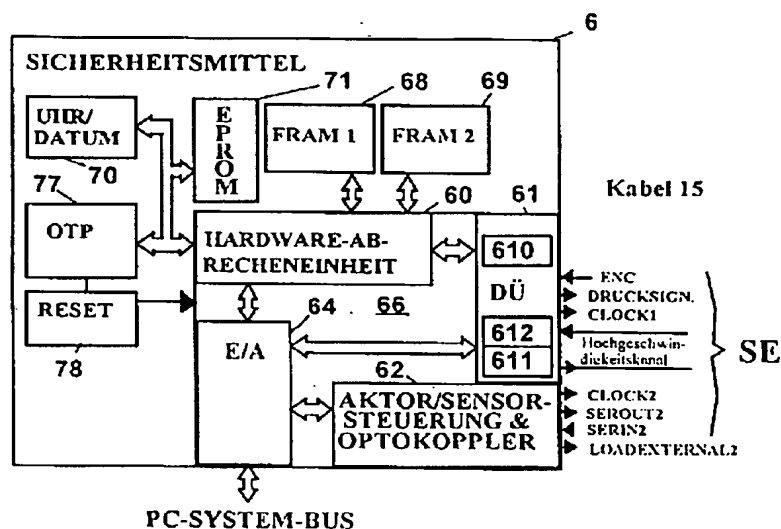 6
SICHERHEITSMITTEL
71
68
69
UHR/
DATUM
EPROM
FRAM 1
FRAM 2
70
77
60
61
Kabel 15
OTP
HARDWARE-AB-
RECHENEINHEIT
610
DÜ
ENC
DRUCKSIGN.
CLOCK1
RESET
64
66
612
Hochgeschwin-
digkeitskanal
SE
78
E/A
611
62
AKTOR/SENSOR-
STEUERUNG &
OPTOKOPPLER
CLOCK2
SEROUT2
SERIN2
LOADEXTERNAL2
PC-SYSTEM-BUS